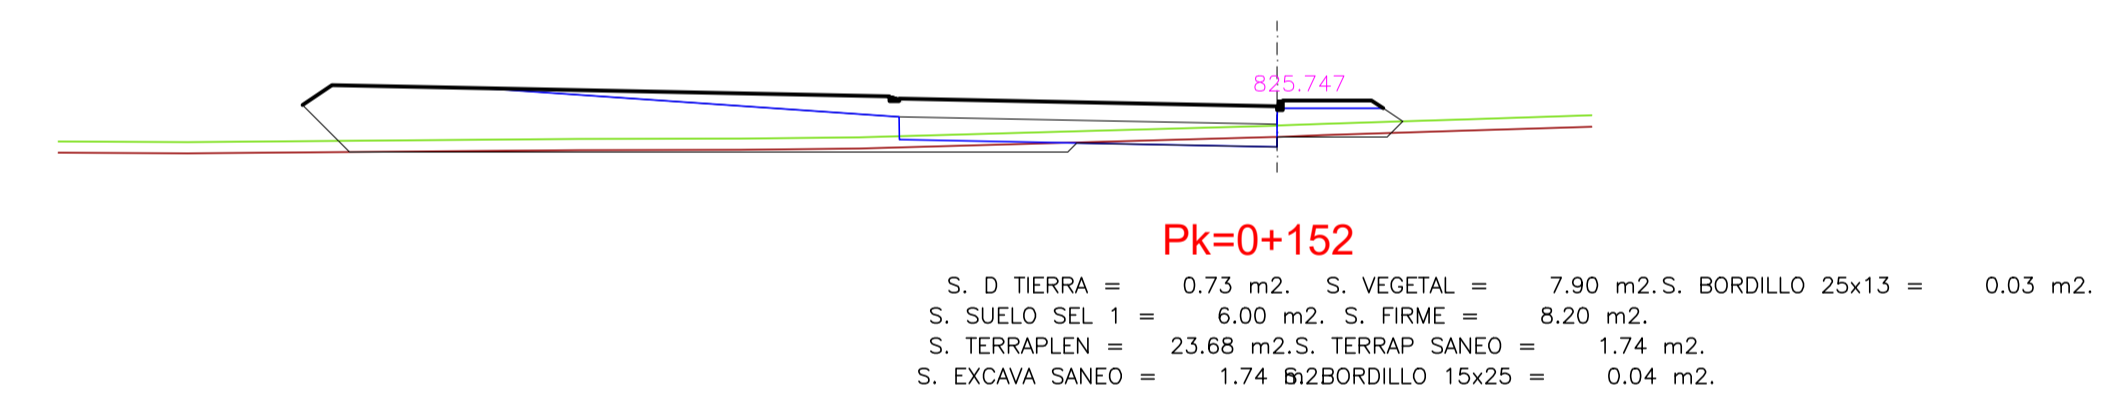 825.747
Pk=0+152
S. D TIERRA = 0.73 m2. S. VEGETAL = 7.90 m2. S. BORDILLO 25x13 = 0.03 m2.
S. SUELO SEL 1 = 6.00 m2. S. FIRME = 8.20 m2.
S. TERRAPLEN = 23.68 m2. S. TERRAP SANEO = 1.74 m2.
S. EXCAVA SANEO = 1.74 m2. S. BORDILLO 15x25 = 0.04 m2.